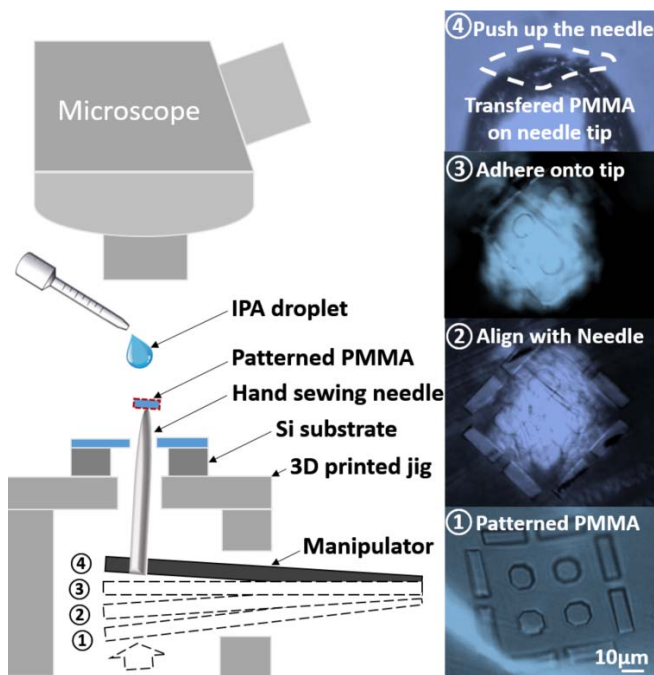 Microscope
IPA droplet
Patterned PMMA
Hand sewing needle
Si substrate
3D printed jig
Manipulator
④
③
②
①
④ Push up the needle
Transfered PMMA
on needle tip
③ Adhere onto tip
② Align with Needle
① Patterned PMMA
10µm